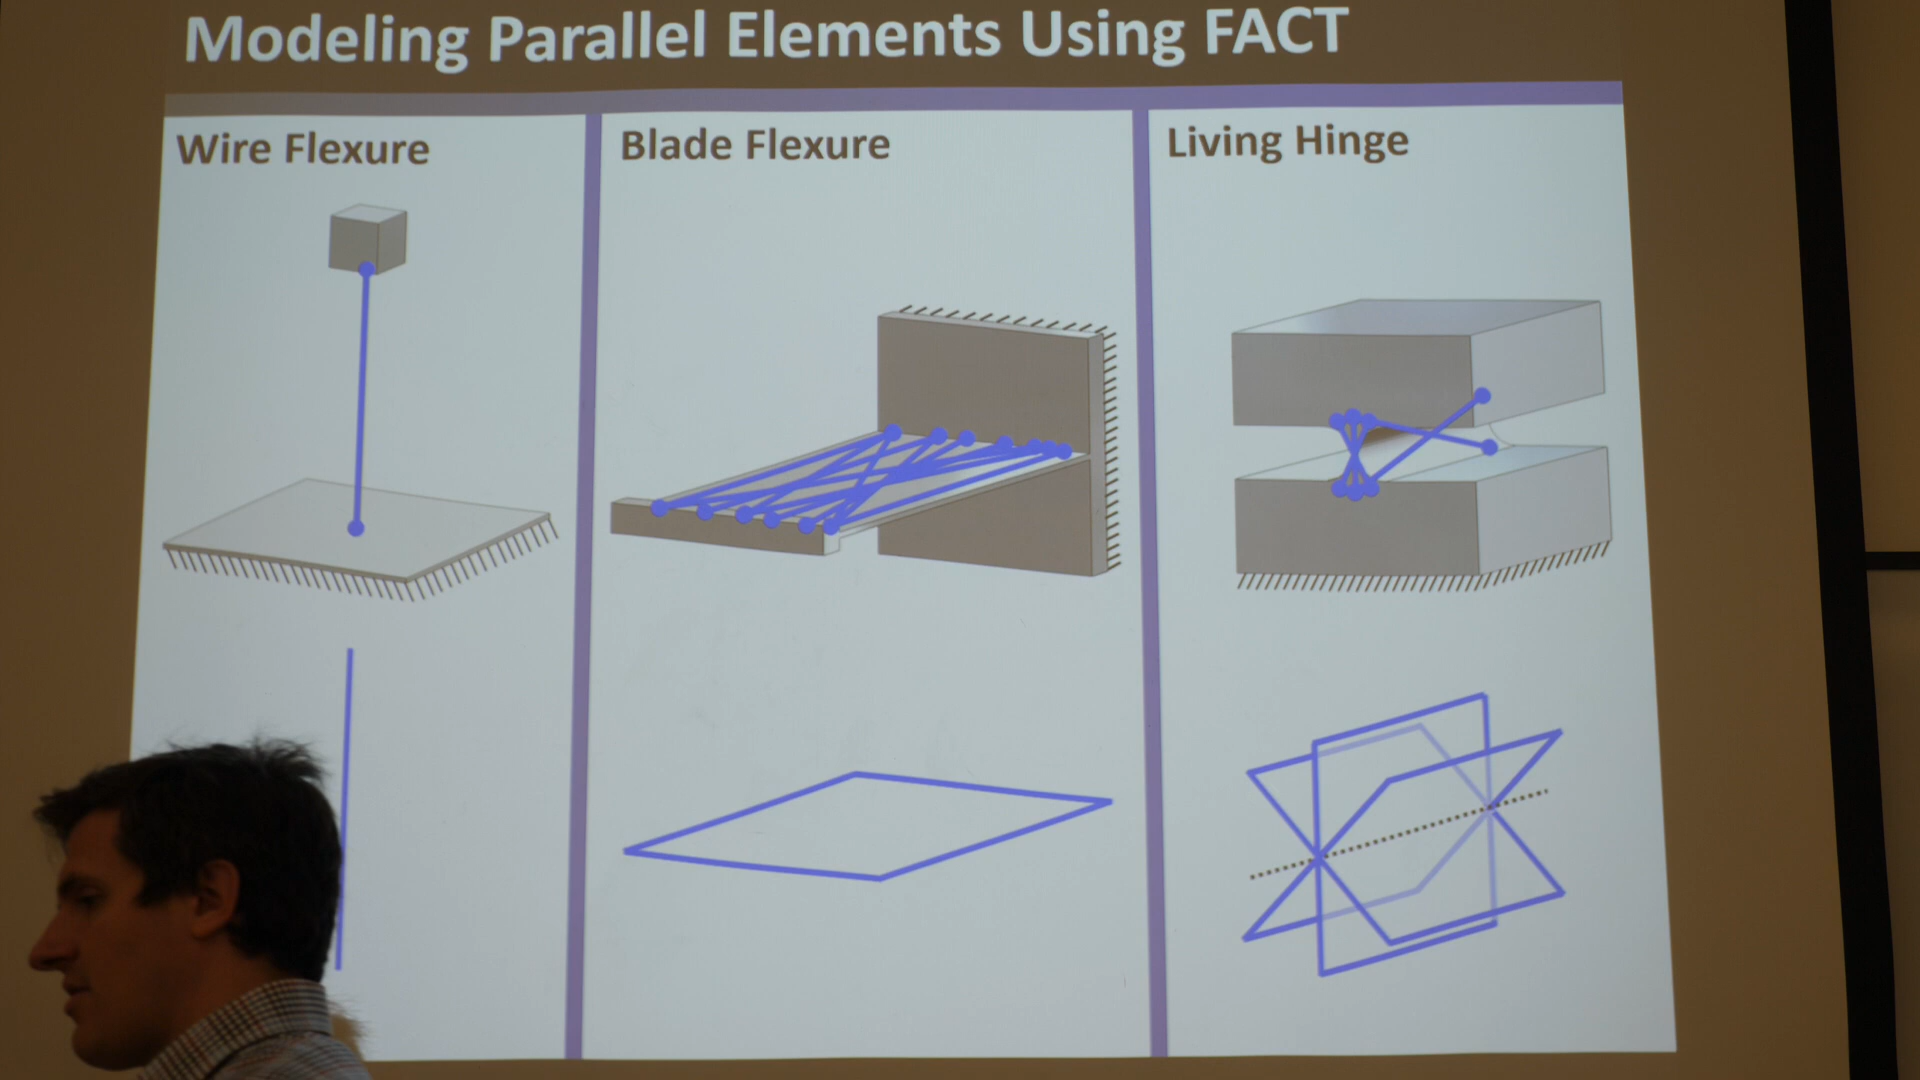 Modeling Parallel Elements Using FACT
Wire Flexure
Blade Flexure
Living Hinge